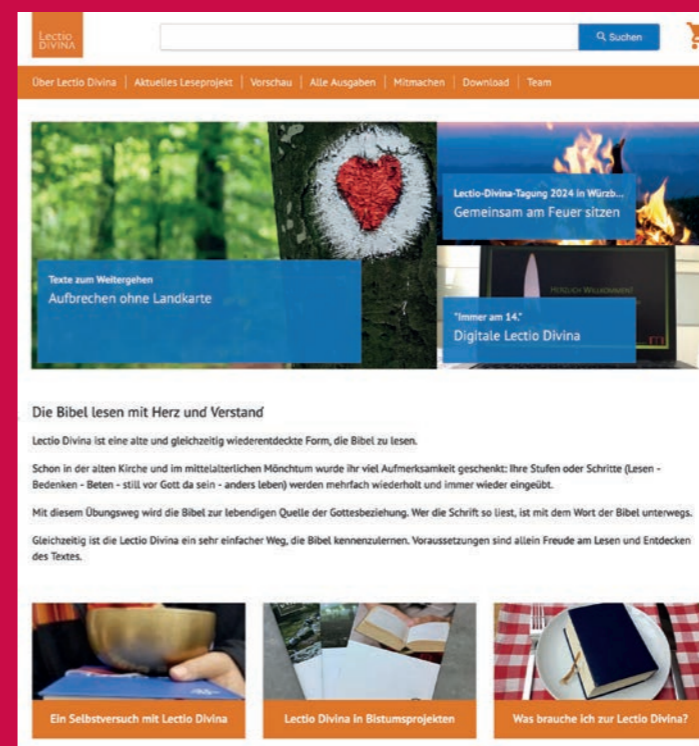 Lectio
DIVINA
Suchen
Über Lectio Divina | Aktuelles Leseprojekt | Vorschau | Alle Ausgaben | Mitmachen | Download | Team
Texte zum Weitergehen
Aufbrechen ohne Landkarte
Lectio-Divina-Tagung 2024 in Würzb...
Gemeinsam am Feuer sitzen
HERZLICH WILLKOMMEN!
"Immer am 14."
Digitale Lectio Divina
Die Bibel lesen mit Herz und Verstand
Lectio Divina ist eine alte und gleichzeitig wiederentdeckte Form, die Bibel zu lesen.
Schon in der alten Kirche und im mittelalterlichen Mönchtum wurde ihr viel Aufmerksamkeit geschenkt: Ihre Stufen oder Schritte (Lesen -
Bedenken - Beten - still vor Gott da sein - anders leben) werden mehrfach wiederholt und immer wieder eingeübt.
Mit diesem Übungsweg wird die Bibel zur lebendigen Quelle der Gottesbeziehung. Wer die Schrift so liest, ist mit dem Wort der Bibel unterwegs.
Gleichzeitig ist die Lectio Divina ein sehr einfacher Weg, die Bibel kennenzulernen. Voraussetzungen sind allein Freude am Lesen und Entdecken
des Textes.
Ein Selbstversuch mit Lectio Divina
Lectio Divina in Bistumsprojekten
Was brauche ich zur Lectio Divina?